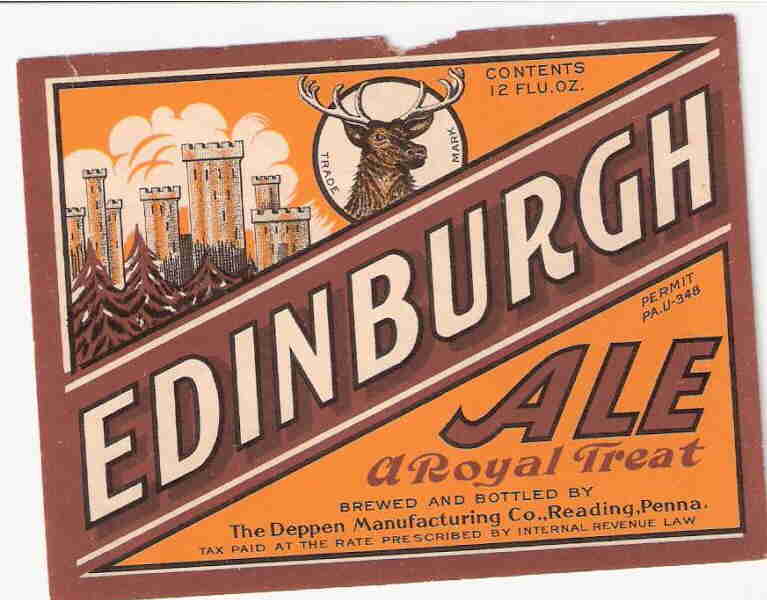 CONTENTS
12 FLU.OZ.
TRADE MARK
EDINBURGH
PERMIT
PA.U-348
ALE
A Royal Treat
BREWED AND BOTTLED BY
The Deppen Manufacturing Co., Reading, Penna.
TAX PAID AT THE RATE PRESCRIBED BY INTERNAL REVENUE LAW